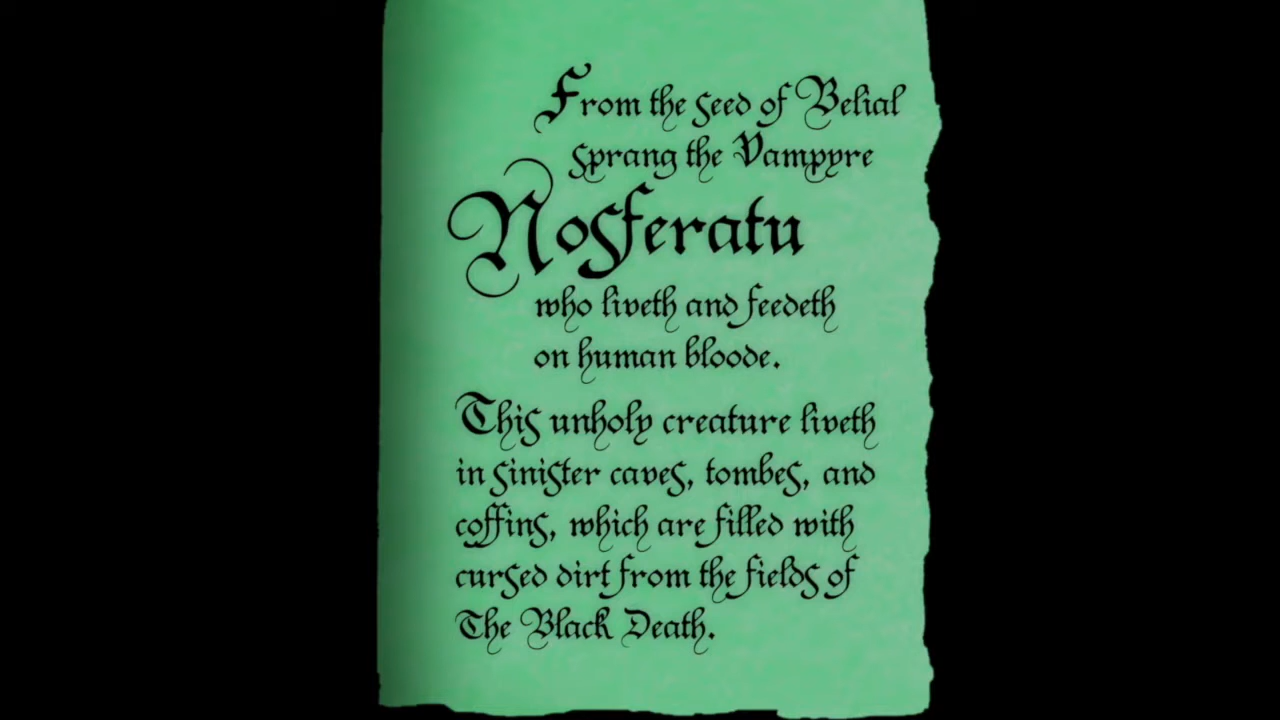 From the seed of Belial
sprang the Vampyre
Nosferatu
who liveth and feedeth
on human bloode.
This unholy creature liveth
in sinister caves, tombes, and
coffins, which are filled with
cursed dirt from the fields of
The Black Death.